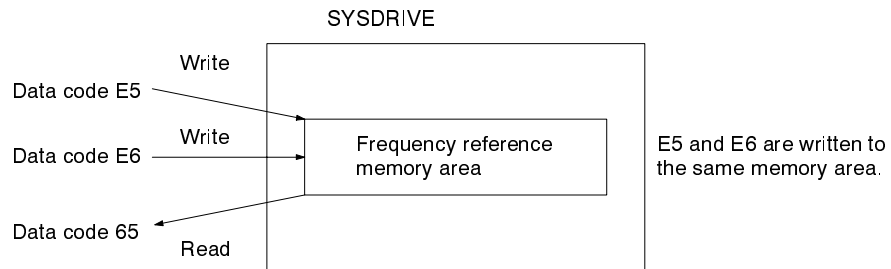 SYSDRIVE
Write
Data code E5
Write
Data code E6
Frequency reference
memory area
E5 and E6 are written to
the same memory area.
Data code 65
Read